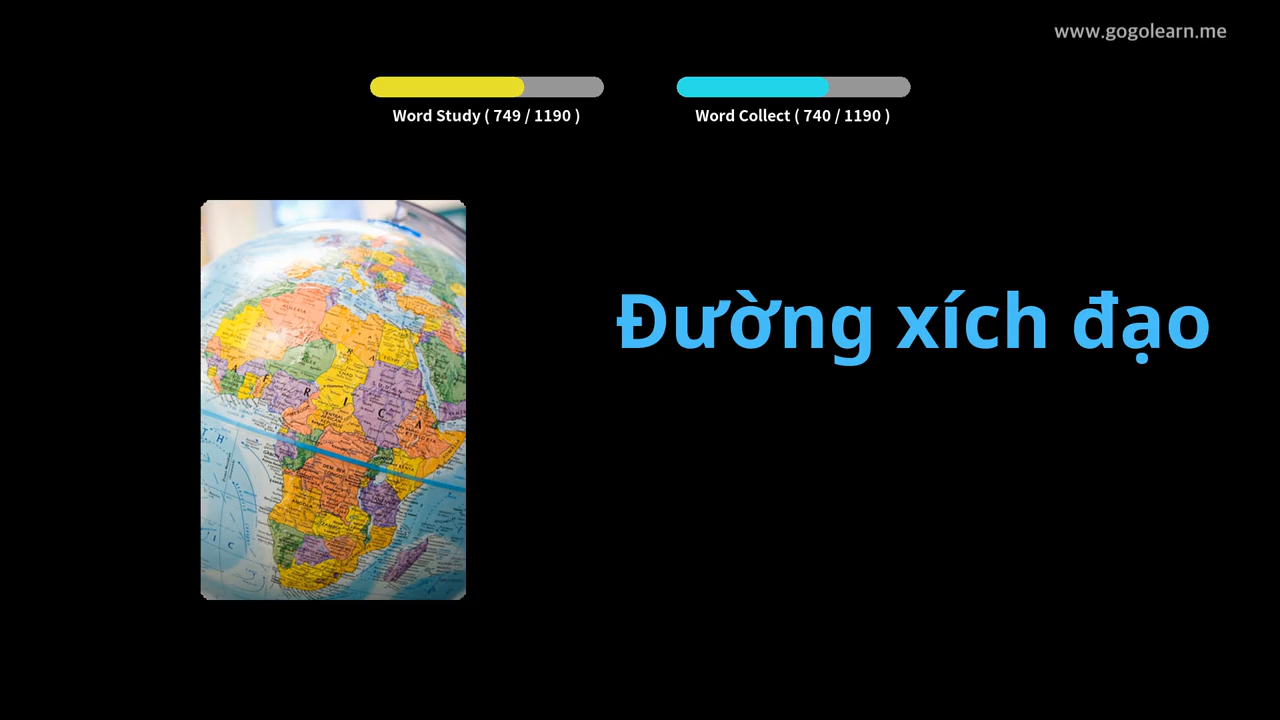 www.gogolearn.me
Word Study ( 749 / 1190 )
Word Collect ( 740 / 1190 )
Đường xích đạo
A F R I C A